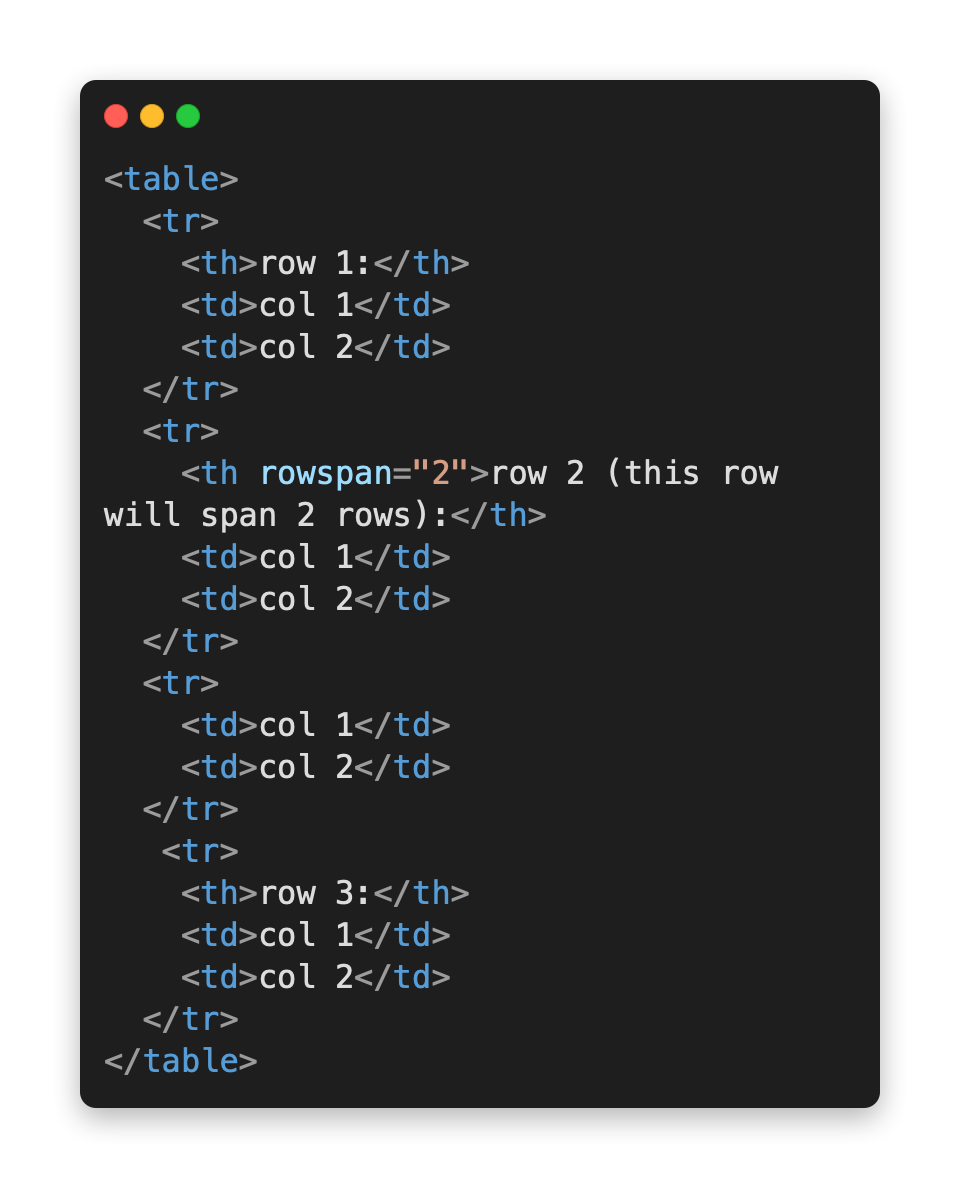 <table>
  <tr>
    <th>row 1:</th>
    <td>col 1</td>
    <td>col 2</td>
  </tr>
  <tr>
    <th rowspan="2">row 2 (this row
will span 2 rows):</th>
    <td>col 1</td>
    <td>col 2</td>
  </tr>
  <tr>
    <td>col 1</td>
    <td>col 2</td>
  </tr>
   <tr>
    <th>row 3:</th>
    <td>col 1</td>
    <td>col 2</td>
  </tr>
</table>